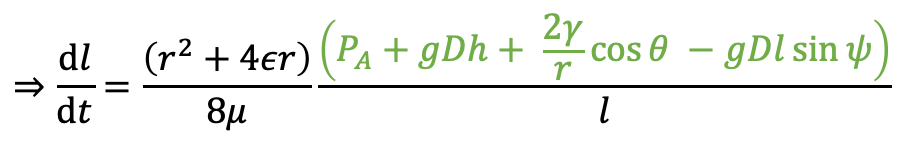 ⇒ dl/dt = (r² + 4ϵr)/8μ (P_A + gDh + 2γ/r cos θ − gDl sin ψ)/l